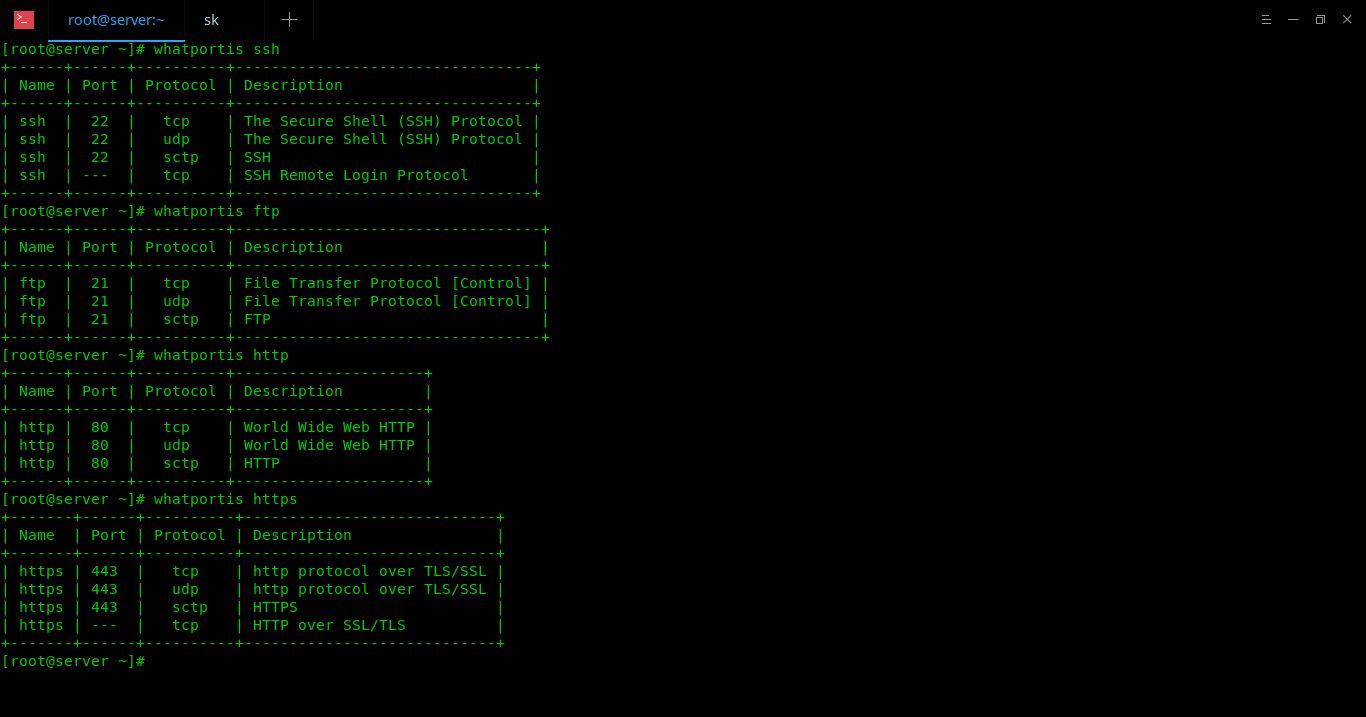 root@server:~ sk
[root@server ~]# whatportis ssh
+------+------+----------+---------------------------------+
| Name | Port | Protocol | Description                     |
+------+------+----------+---------------------------------+
| ssh  |  22  |   tcp    | The Secure Shell (SSH) Protocol |
| ssh  |  22  |   udp    | The Secure Shell (SSH) Protocol |
| ssh  |  22  |   sctp   | SSH                             |
| ssh  | ---  |   tcp    | SSH Remote Login Protocol       |
+------+------+----------+---------------------------------+
[root@server ~]# whatportis ftp
+------+------+----------+----------------------------------+
| Name | Port | Protocol | Description                      |
+------+------+----------+----------------------------------+
| ftp  |  21  |   tcp    | File Transfer Protocol [Control] |
| ftp  |  21  |   udp    | File Transfer Protocol [Control] |
| ftp  |  21  |   sctp   | FTP                              |
+------+------+----------+----------------------------------+
[root@server ~]# whatportis http
+------+------+----------+---------------------+
| Name | Port | Protocol | Description         |
+------+------+----------+---------------------+
| http |  80  |   tcp    | World Wide Web HTTP |
| http |  80  |   udp    | World Wide Web HTTP |
| http |  80  |   sctp   | HTTP                |
+------+------+----------+---------------------+
[root@server ~]# whatportis https
+-------+------+----------+----------------------------+
| Name  | Port | Protocol | Description                |
+-------+------+----------+----------------------------+
| https | 443  |   tcp    | http protocol over TLS/SSL |
| https | 443  |   udp    | http protocol over TLS/SSL |
| https | 443  |   sctp   | HTTPS                      |
| https | ---  |   tcp    | HTTP over SSL/TLS          |
+-------+------+----------+----------------------------+
[root@server ~]#